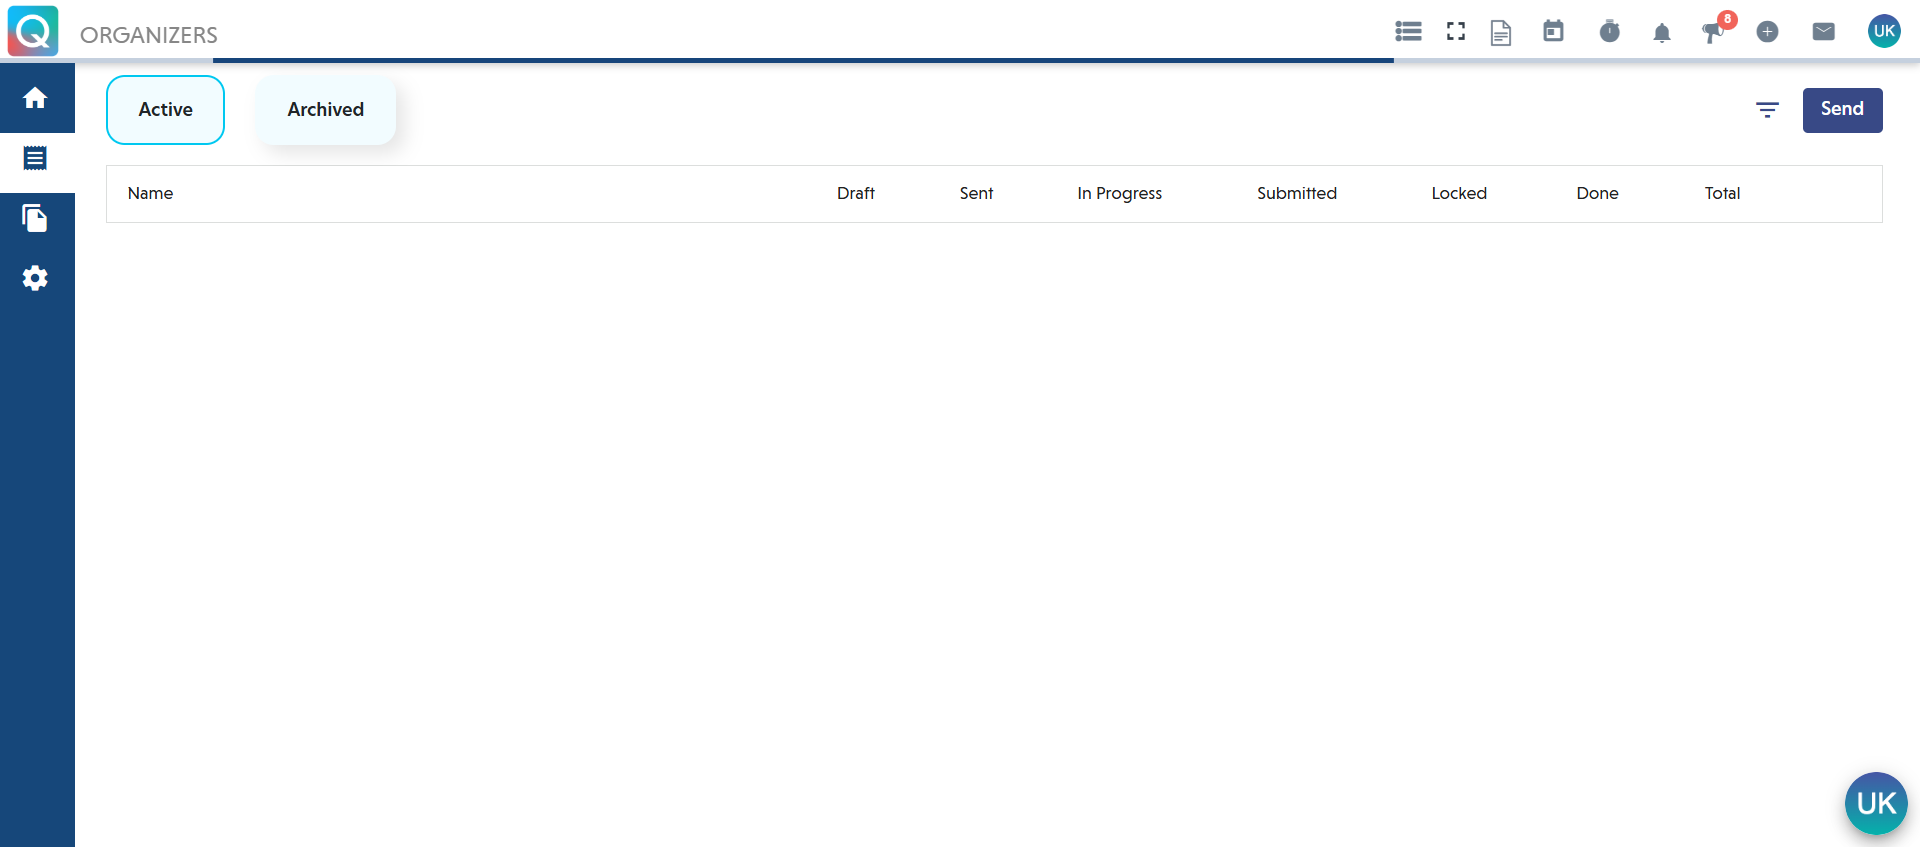 ORGANIZERS
8
UK
Active
Archived
Send
Name Draft Sent In Progress Submitted Locked Done Total
UK